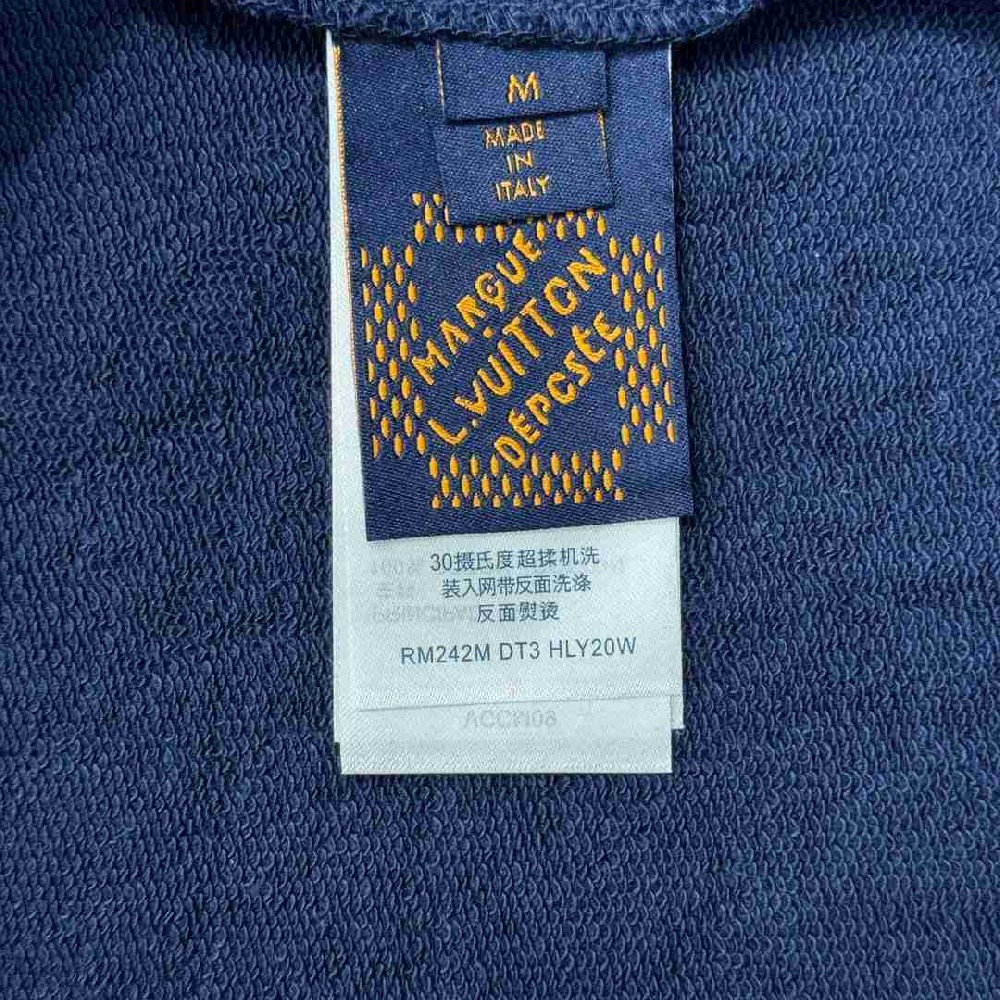 M
MADE
IN
ITALY
MARQUE
L.VUITTON
DÉPOSÉE
30摄氏度超揉机洗
装入网带反面洗涤
反面熨烫
RM242M DT3 HLY20W